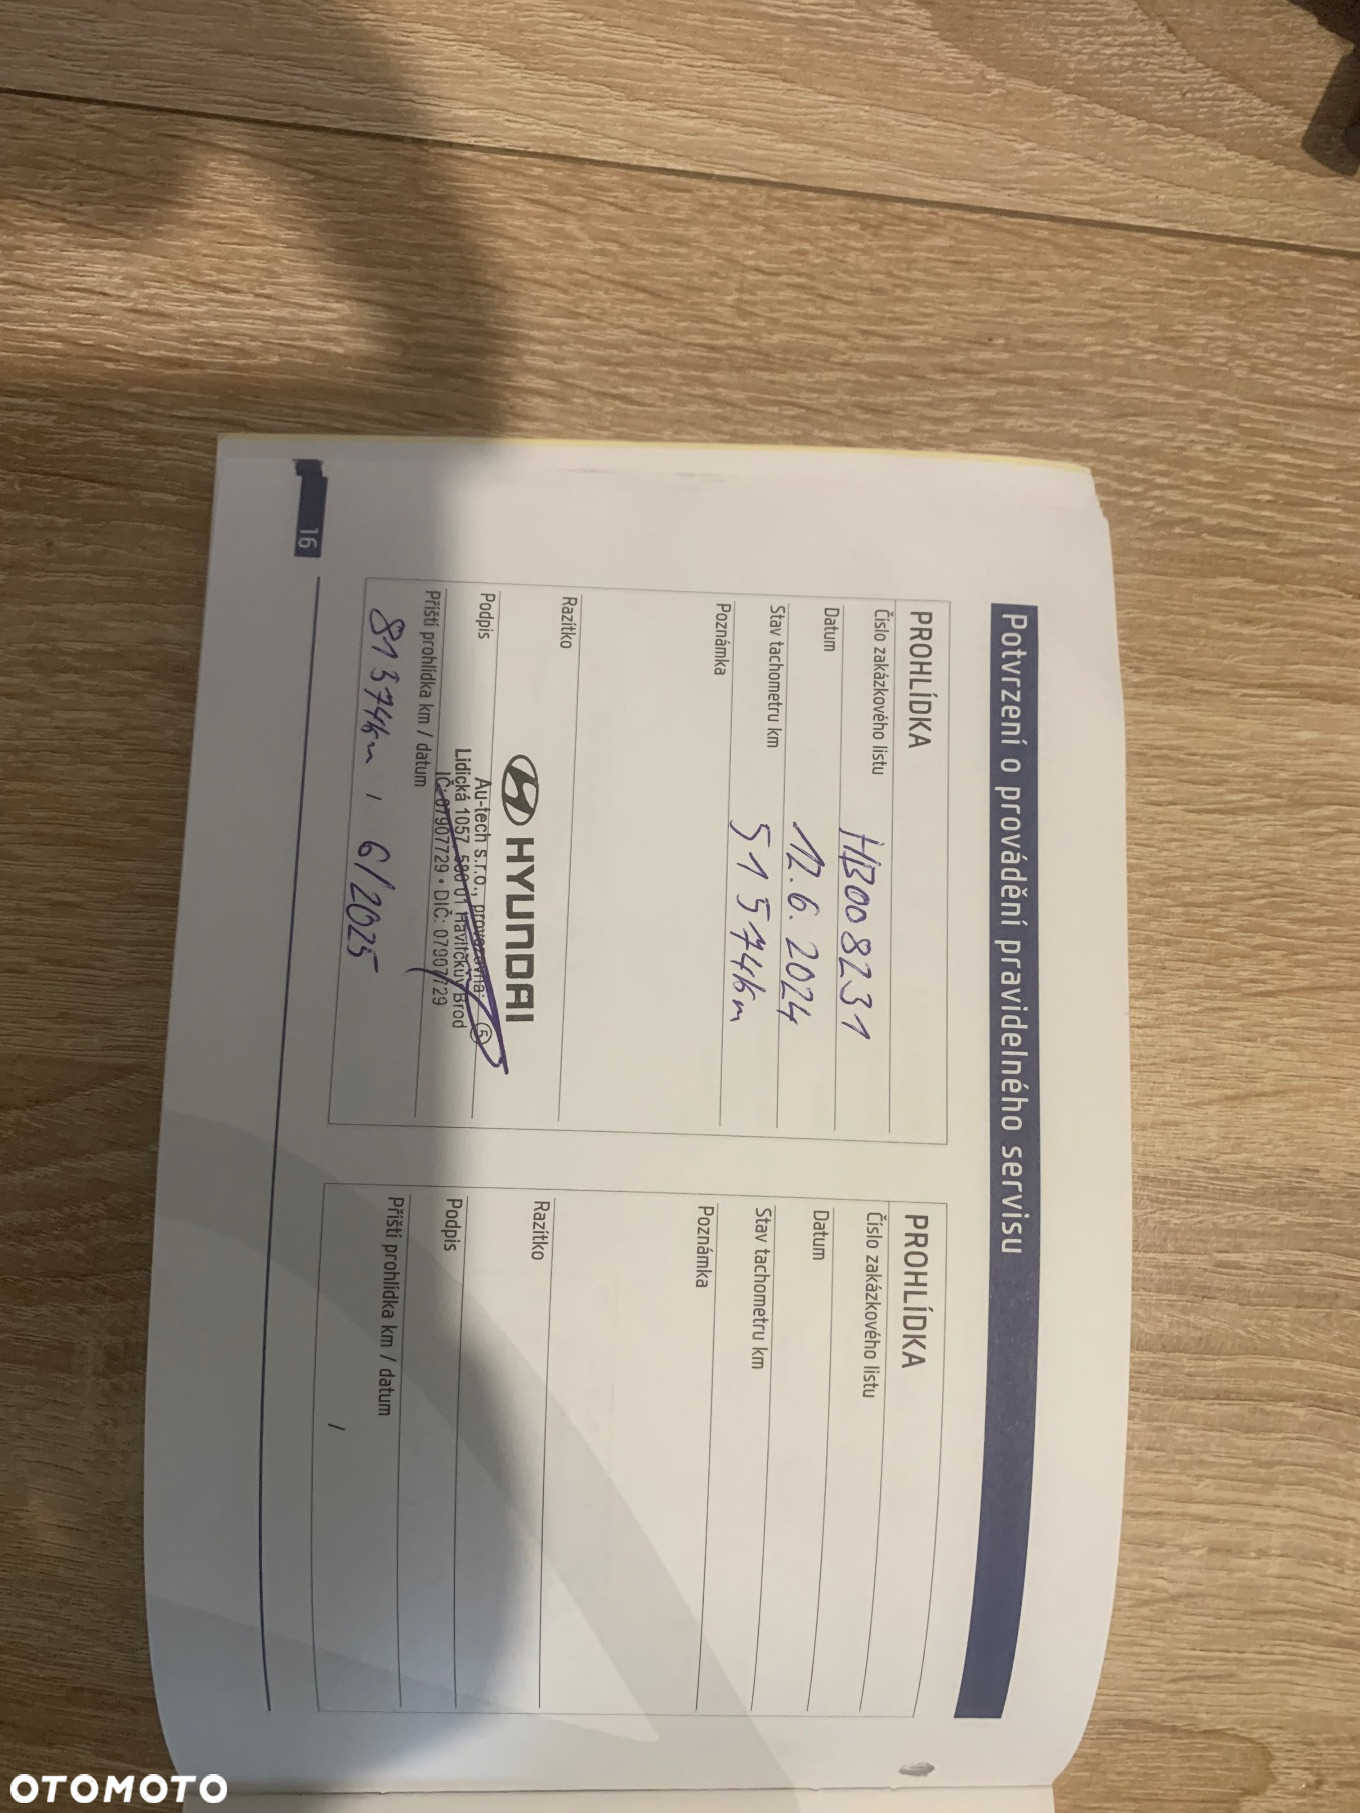 Potvrzení o provádění pravidelného servisu
PROHLÍDKA
Číslo zakázkového listu HB008231
Datum 12.6.2024
Stav tachometru km 51574km
Poznámka
Razítko
HYUNDAI
Podpis
Au-tech s.r.o., provozovna: 5
Lidická 1057, 580 01 Havlíčkův Brod
IČ: 07907729 • DIČ: 07907729
Příští prohlídka km / datum
81574km / 6/2025
PROHLÍDKA
Číslo zakázkového listu
Datum
Stav tachometru km
Poznámka
Razítko
Podpis
Příští prohlídka km / datum
/
16
OTOMOTO